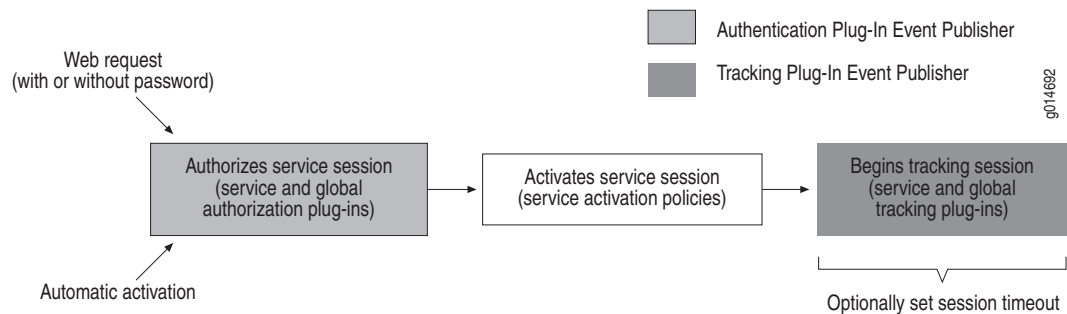 Authentication Plug-In Event Publisher
Web request
(with or without password)
Tracking Plug-In Event Publisher
g014692
Authorizes service session
(service and global
authorization plug-ins)
Activates service session
(service activation policies)
Begins tracking session
(service and global
tracking plug-ins)
Automatic activation
Optionally set session timeout